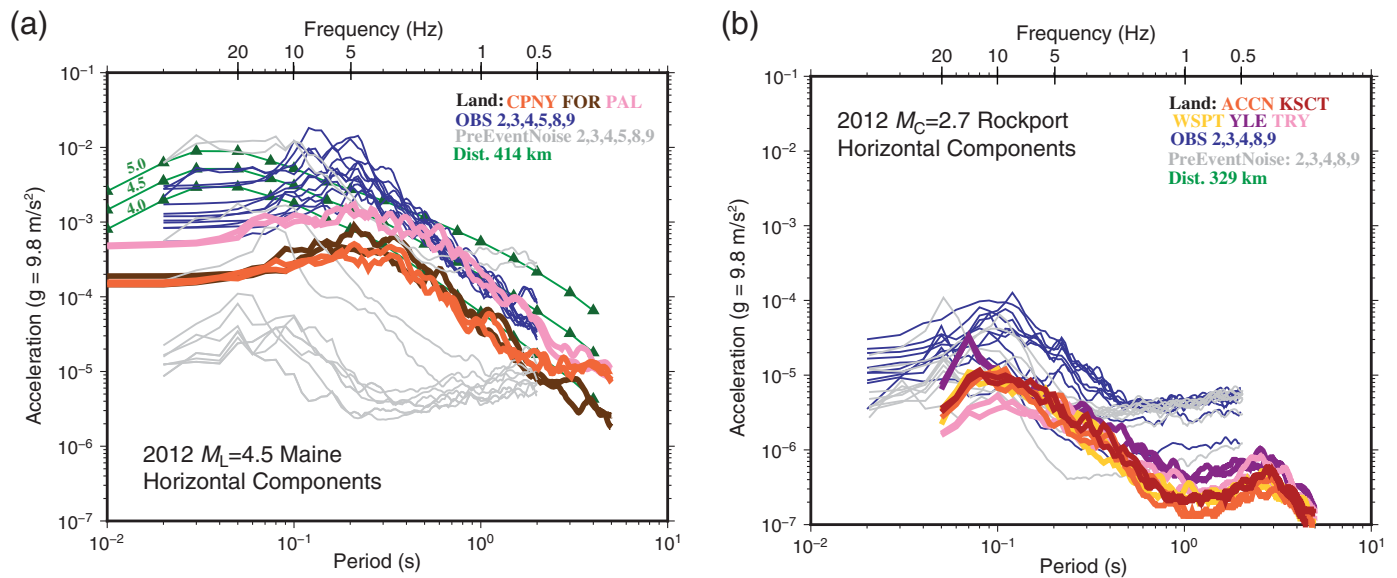 (a)
Frequency (Hz)
20 10 5 1 0.5
10⁻¹
10⁻²
10⁻³
10⁻⁴
10⁻⁵
10⁻⁶
10⁻⁷
Acceleration (g = 9.8 m/s²)
Land: CPNY FOR PAL
OBS 2,3,4,5,8,9
PreEventNoise 2,3,4,5,8,9
Dist. 414 km
5.0
4.5
4.0
2012 M_L=4.5 Maine
Horizontal Components
10⁻² 10⁻¹ 10⁰ 10¹
Period (s)
(b)
Frequency (Hz)
20 10 5 1 0.5
10⁻¹
10⁻²
10⁻³
10⁻⁴
10⁻⁵
10⁻⁶
10⁻⁷
Acceleration (g = 9.8 m/s²)
2012 M_C=2.7 Rockport
Horizontal Components
Land: ACCN KSCT
WSPT YLE TRY
OBS 2,3,4,8,9
PreEventNoise: 2,3,4,8,9
Dist. 329 km
10⁻² 10⁻¹ 10⁰ 10¹
Period (s)